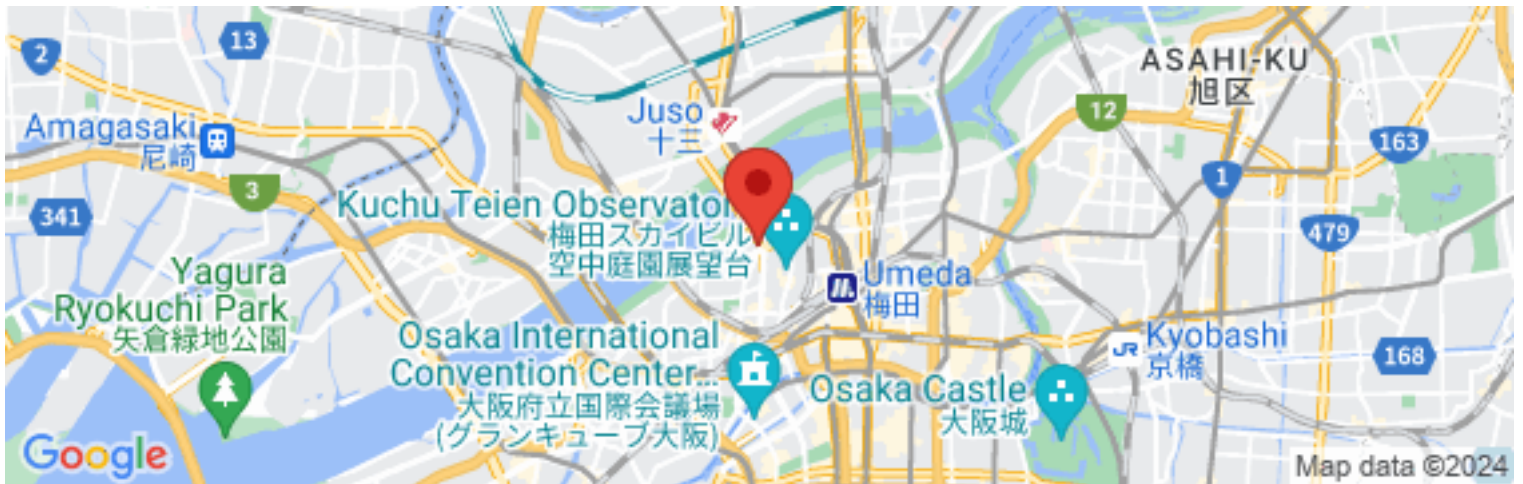 2
13
ASAHI-KU
旭区
Juso
十三
12
Amagasaki
尼崎
163
3
1
341
Kuchu Teien Observator
梅田スカイビル
空中庭園展望台
479
Yagura
Ryokuchi Park
矢倉緑地公園
Umeda
梅田
Osaka International
Convention Center...
大阪府立国際会議場
(グランキューブ大阪)
JR
Kyobashi
京橋
168
Osaka Castle
大阪城
Google
Map data ©2024